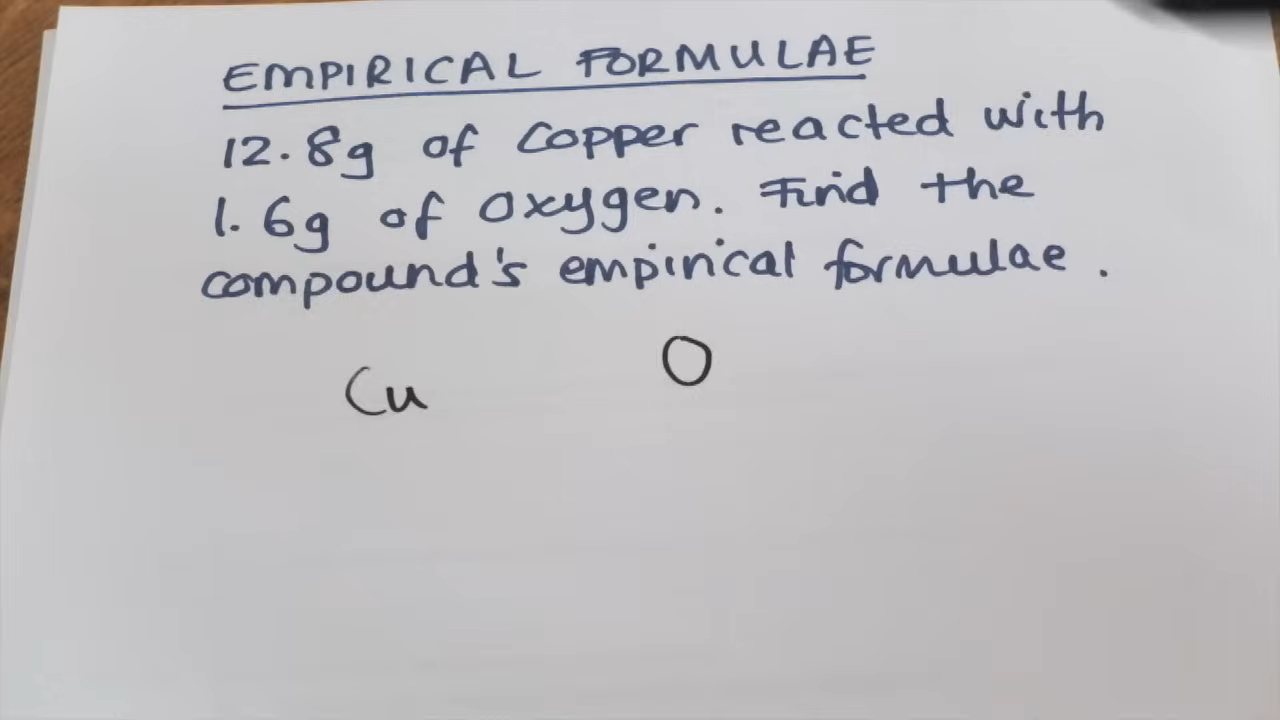 EMPIRICAL FORMULAE
12.8g of Copper reacted with
1.6g of Oxygen. Find the
compound's empirical formulae.
Cu O